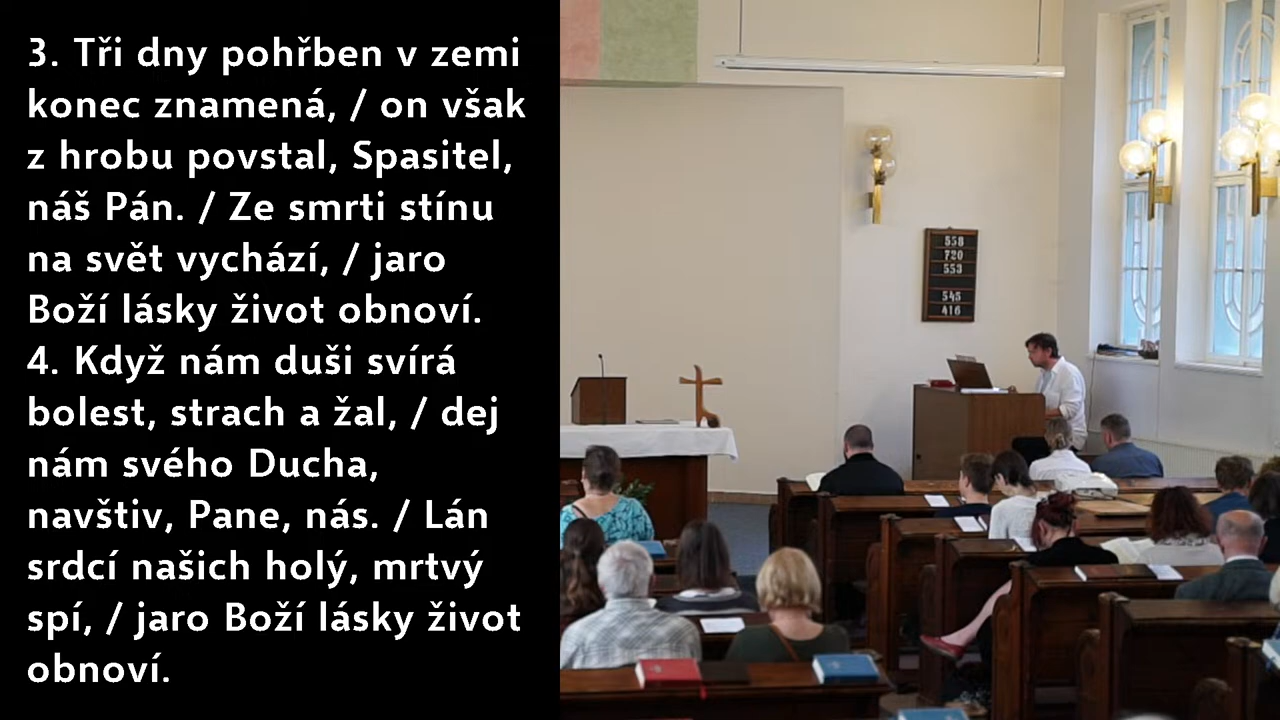 3. Tři dny pohřben v zemi
konec znamená, / on však
z hrobu povstal, Spasitel,
náš Pán. / Ze smrti stínu
na svět vychází, / jaro
Boží lásky život obnoví.
4. Když nám duši svírá
bolest, strach a žal, / dej
nám svého Ducha,
navštiv, Pane, nás. / Lán
srdcí našich holý, mrtvý
spí, / jaro Boží lásky život
obnoví.
558
720
553
545
416